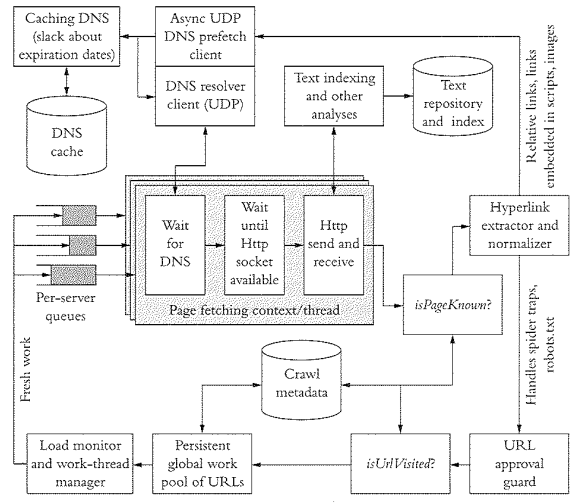 Caching DNS
(slack about
expiration dates)
Async UDP
DNS prefetch
client
DNS resolver
client (UDP)
DNS
cache
Text indexing
and other
analyses
Text
repository
and index
Relative links, links
embedded in scripts, images
Wait
for
DNS
Wait
until
Http
socket
available
Http
send and
receive
Page fetching context/thread
Per-server
queues
Hyperlink
extractor and
normalizer
isPageKnown?
Handles spider traps,
robots.txt
Fresh work
Crawl
metadata
Load monitor
and work-thread
manager
Persistent
global work
pool of URLs
isUrlVisited?
URL
approval
guard